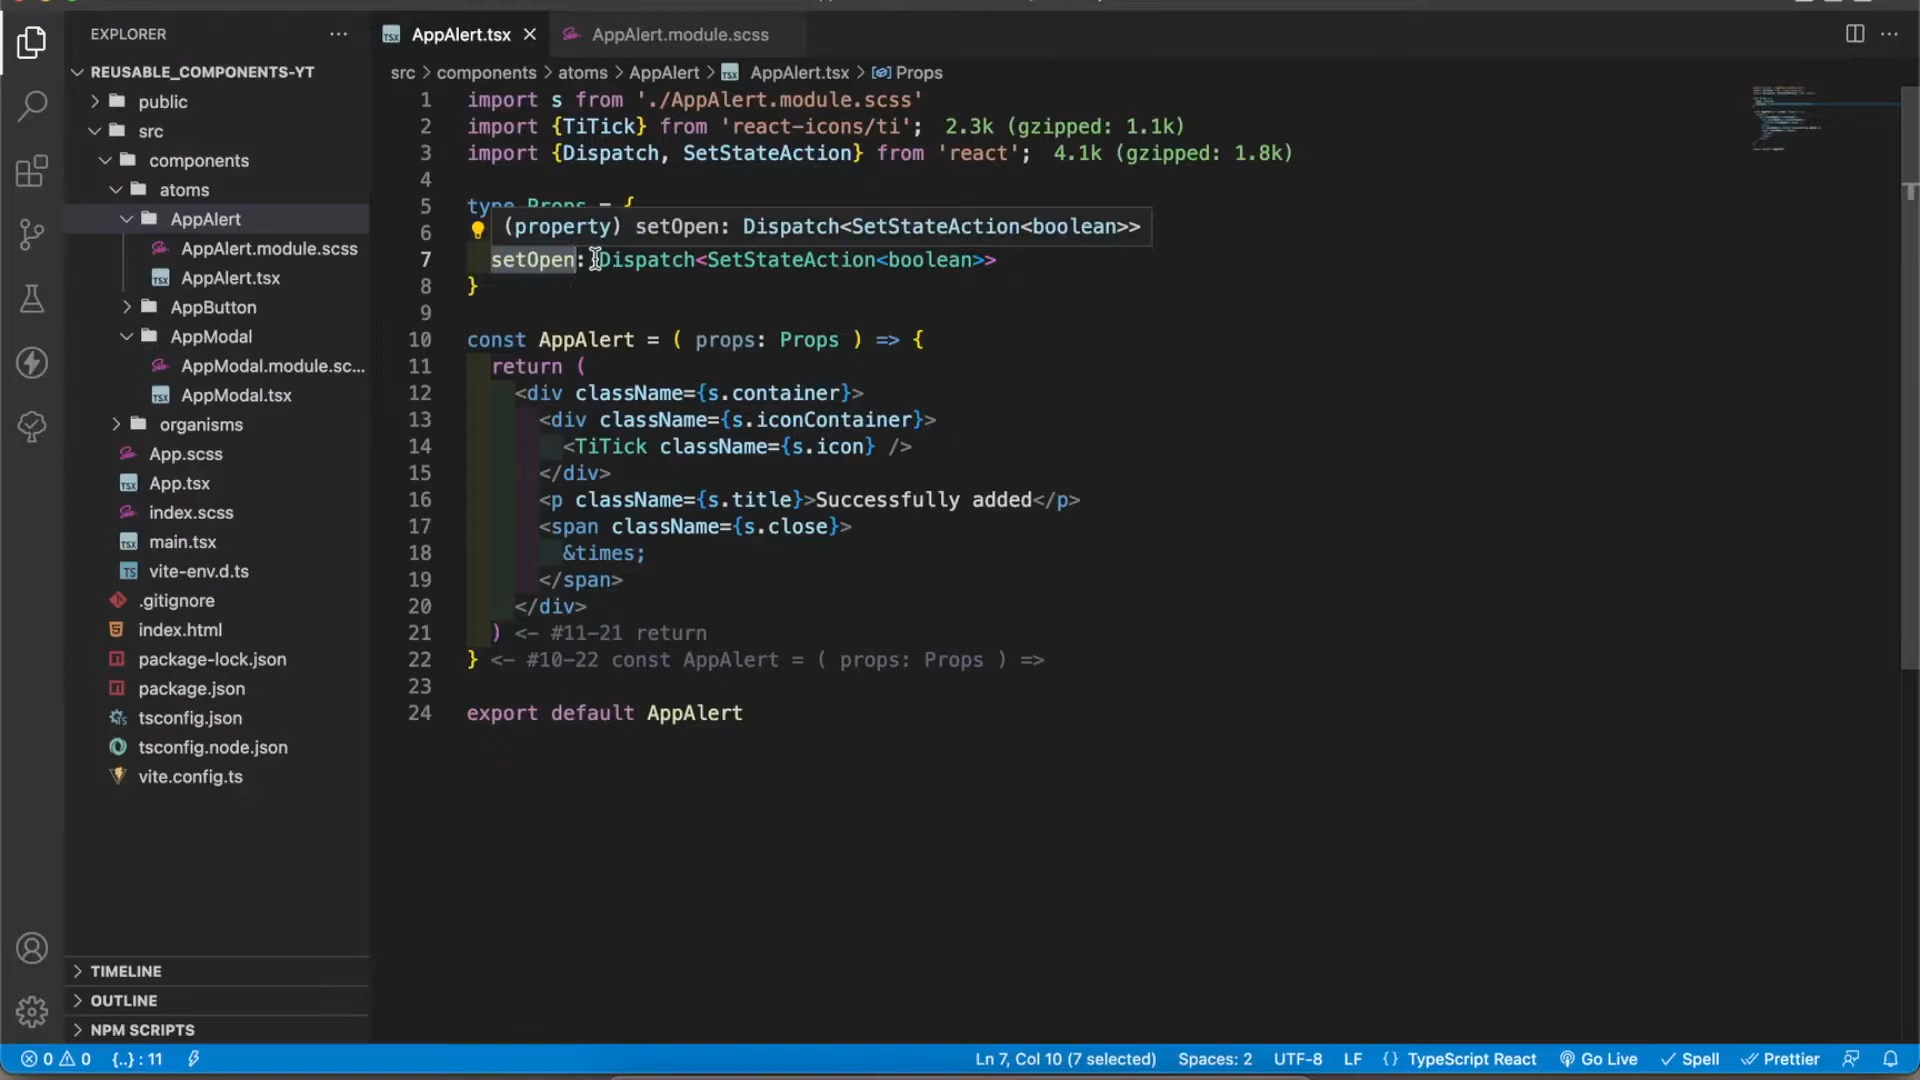 EXPLORER
REUSABLE_COMPONENTS-YT
public
src
components
atoms
AppAlert
AppAlert.module.scss
AppAlert.tsx
AppButton
AppModal
AppModal.module.sc...
AppModal.tsx
organisms
App.scss
App.tsx
index.scss
main.tsx
vite-env.d.ts
.gitignore
index.html
package-lock.json
package.json
tsconfig.json
tsconfig.node.json
vite.config.ts
TIMELINE
OUTLINE
NPM SCRIPTS
AppAlert.tsx
AppAlert.module.scss
src > components > atoms > AppAlert > AppAlert.tsx > Props
1 import s from './AppAlert.module.scss'
2 import {TiTick} from 'react-icons/ti'; 2.3k (gzipped: 1.1k)
3 import {Dispatch, SetStateAction} from 'react'; 4.1k (gzipped: 1.8k)
4
5 type Props = {
(property) setOpen: Dispatch<SetStateAction<boolean>>
6
7 setOpen: Dispatch<SetStateAction<boolean>>
8 }
9
10 const AppAlert = ( props: Props ) => {
11 return (
12 <div className={s.container}>
13 <div className={s.iconContainer}>
14 <TiTick className={s.icon} />
15 </div>
16 <p className={s.title}>Successfully added</p>
17 <span className={s.close}>
18 &times;
19 </span>
20 </div>
21 ) <- #11-21 return
22 } <- #10-22 const AppAlert = ( props: Props ) =>
23
24 export default AppAlert
0 0 {..} : 11 Ln 7, Col 10 (7 selected) Spaces: 2 UTF-8 LF {} TypeScript React Go Live Spell Prettier